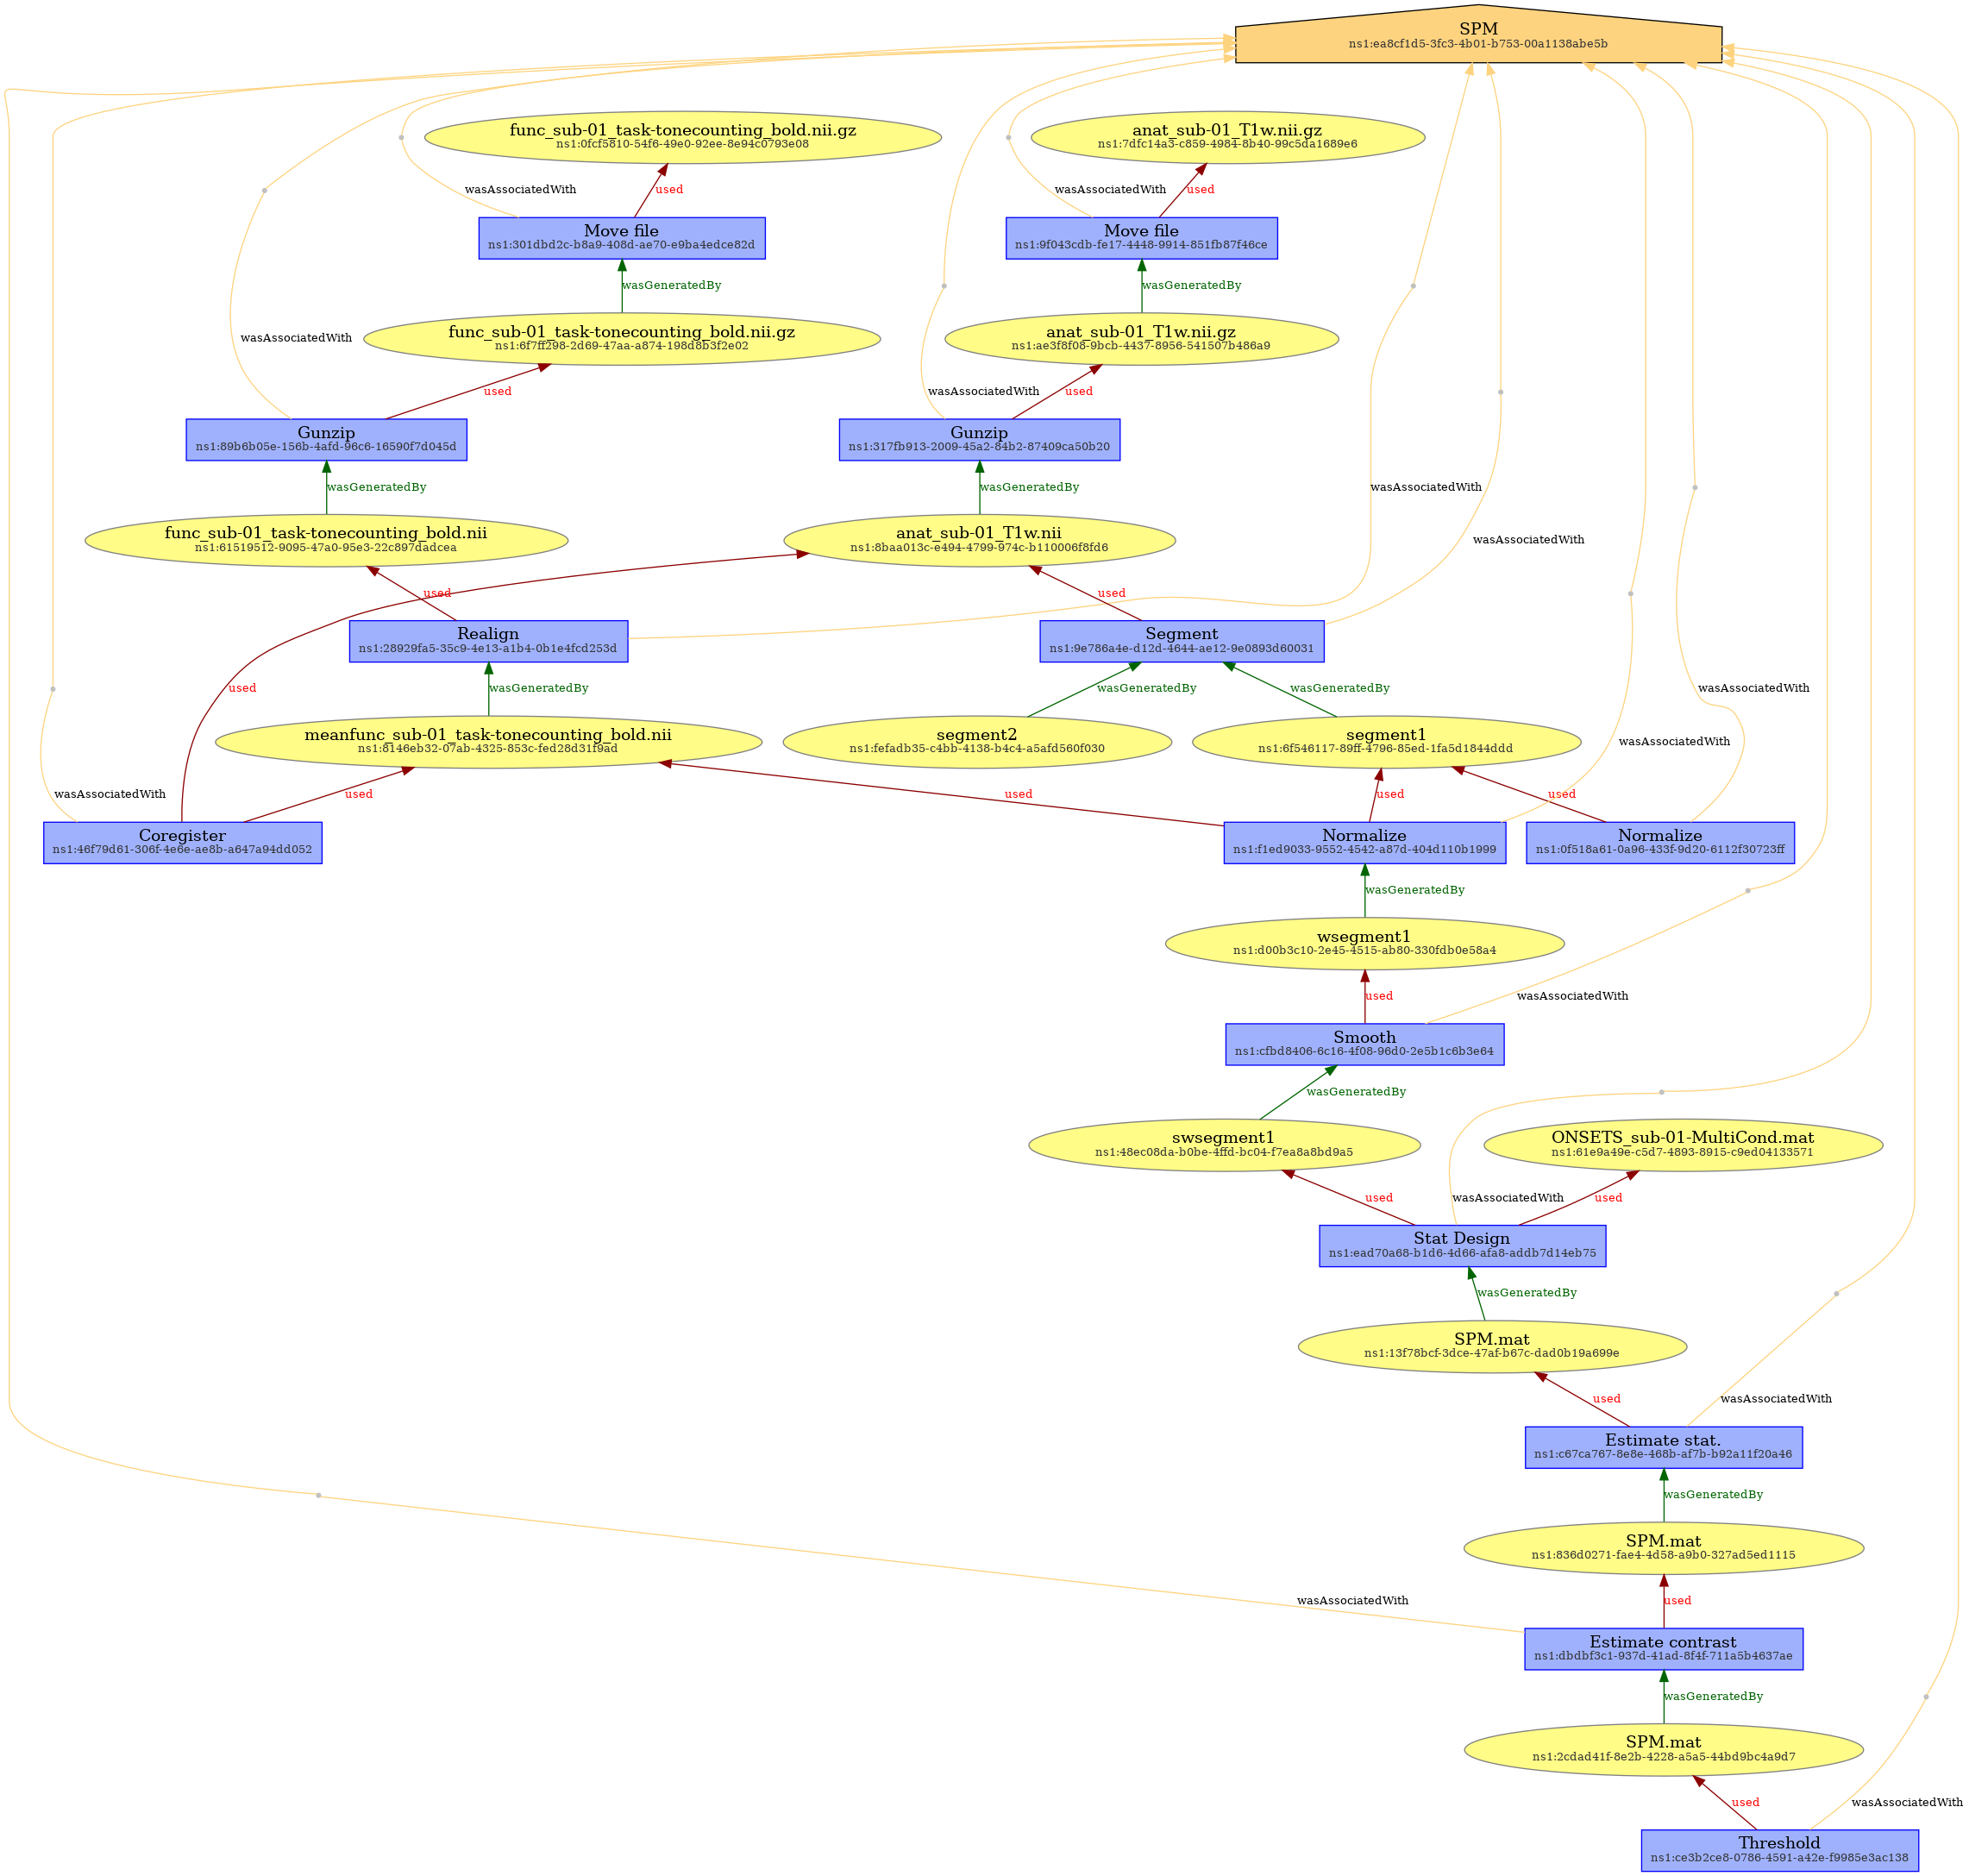 SPM
ns1:ea8cf1d5-3fc3-4b01-b753-00a1138abe5b
func_sub-01_task-tonecounting_bold.nii.gz
ns1:0fcf5810-54f6-49e0-92ee-8e94c0793e08
anat_sub-01_T1w.nii.gz
ns1:7dfc14a3-c859-4984-8b40-99c5da1689e6
wasAssociatedWith
used
wasAssociatedWith
used
Move file
ns1:301dbd2c-b8a9-408d-ae70-e9ba4edce82d
Move file
ns1:9f043cdb-fe17-4448-9914-851fb87f46ce
wasGeneratedBy
wasGeneratedBy
func_sub-01_task-tonecounting_bold.nii.gz
ns1:6f7ff298-2d69-47aa-a874-198d8b3f2e02
anat_sub-01_T1w.nii.gz
ns1:ae3f8f08-9bcb-4437-8956-541507b486a9
wasAssociatedWith
used
wasAssociatedWith
used
Gunzip
ns1:89b6b05e-156b-4afd-96c6-16590f7d045d
Gunzip
ns1:317fb913-2009-45a2-84b2-87409ca50b20
wasGeneratedBy
wasGeneratedBy
wasAssociatedWith
func_sub-01_task-tonecounting_bold.nii
ns1:61519512-9095-47a0-95e3-22c897dadcea
anat_sub-01_T1w.nii
ns1:8baa013c-e494-4799-974c-b110006f8fd6
wasAssociatedWith
used
used
Realign
ns1:28929fa5-35c9-4e13-a1b4-0b1e4fcd253d
Segment
ns1:9e786a4e-d12d-4644-ae12-9e0893d60031
used
wasGeneratedBy
wasGeneratedBy
wasGeneratedBy
wasAssociatedWith
meanfunc_sub-01_task-tonecounting_bold.nii
ns1:8146eb32-07ab-4325-853c-fed28d31f9ad
segment2
ns1:fefadb35-c4bb-4138-b4c4-a5afd560f030
segment1
ns1:6f546117-89ff-4796-85ed-1fa5d1844ddd
wasAssociatedWith
wasAssociatedWith
used
used
used
used
Coregister
ns1:46f79d61-306f-4e6e-ae8b-a647a94dd052
Normalize
ns1:f1ed9033-9552-4542-a87d-404d110b1999
Normalize
ns1:0f518a61-0a96-433f-9d20-6112f30723ff
wasGeneratedBy
wsegment1
ns1:d00b3c10-2e45-4515-ab80-330fdb0e58a4
used
wasAssociatedWith
Smooth
ns1:cfbd8406-6c16-4f08-96d0-2e5b1c6b3e64
wasGeneratedBy
swsegment1
ns1:48ec08da-b0be-4ffd-bc04-f7ea8a8bd9a5
ONSETS_sub-01-MultiCond.mat
ns1:61e9a49e-c5d7-4893-8915-c9ed04133571
used
wasAssociatedWith
used
Stat Design
ns1:ead70a68-b1d6-4d66-afa8-addb7d14eb75
wasGeneratedBy
SPM.mat
ns1:13f78bcf-3dce-47af-b67c-dad0b19a699e
used
wasAssociatedWith
Estimate stat.
ns1:c67ca767-8e8e-468b-af7b-b92a11f20a46
wasGeneratedBy
SPM.mat
ns1:836d0271-fae4-4d58-a9b0-327ad5ed1115
wasAssociatedWith
used
Estimate contrast
ns1:dbdbf3c1-937d-41ad-8f4f-711a5b4637ae
wasGeneratedBy
SPM.mat
ns1:2cdad41f-8e2b-4228-a5a5-44bd9bc4a9d7
used
wasAssociatedWith
Threshold
ns1:ce3b2ce8-0786-4591-a42e-f9985e3ac138